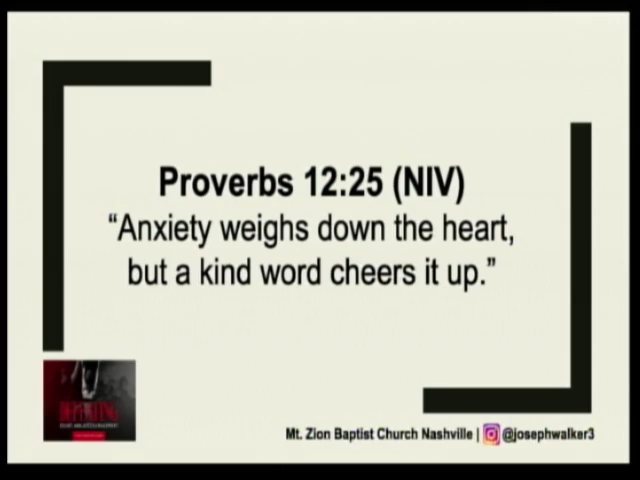 Proverbs 12:25 (NIV)
“Anxiety weighs down the heart,
but a kind word cheers it up.”
Mt. Zion Baptist Church Nashville | @josephwalker3